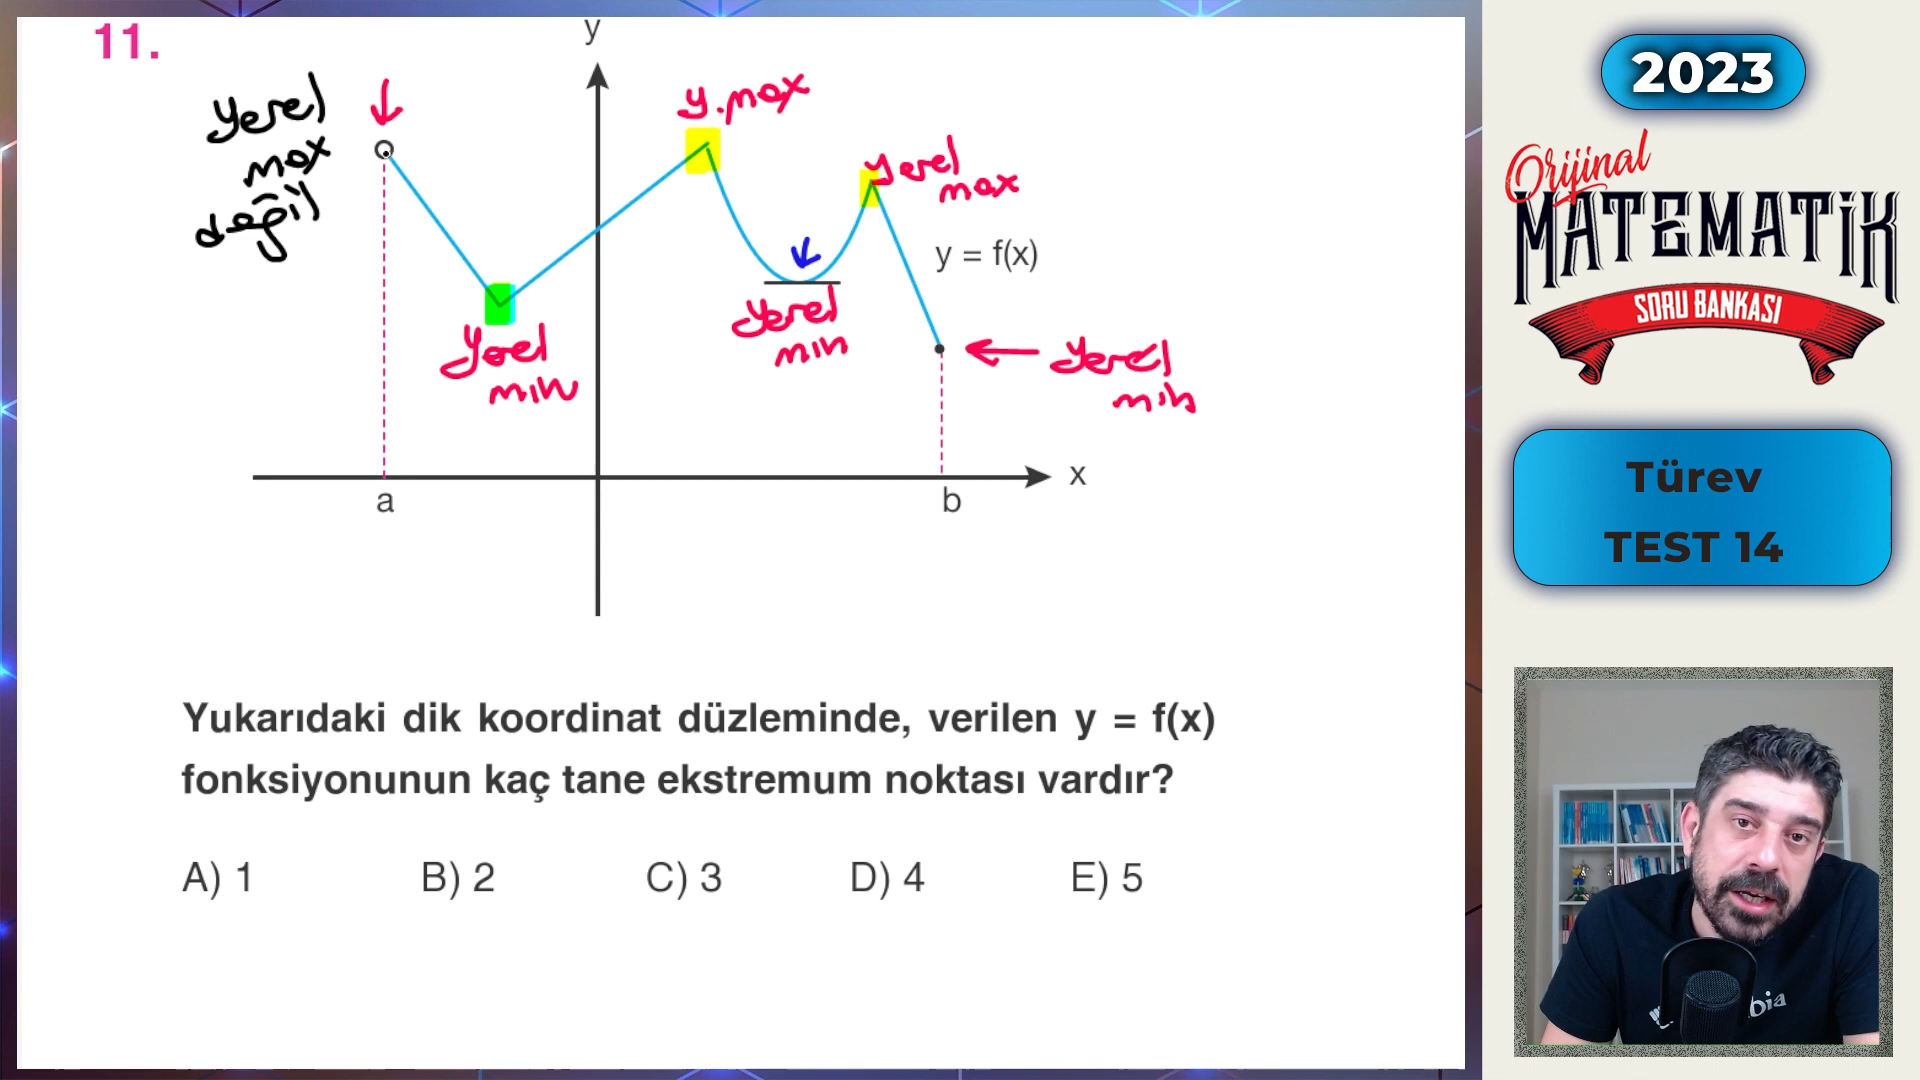 11.
y
yerel
max
değil
y.max
yerel
max
y = f(x)
yerel
min
yerel
min
yerel
min
x
a
b
Yukarıdaki dik koordinat düzleminde, verilen y = f(x)
fonksiyonunun kaç tane ekstremum noktası vardır?
A) 1 B) 2 C) 3 D) 4 E) 5
2023
Orijinal
MATEMATİK
SORU BANKASI
Türev
TEST 14